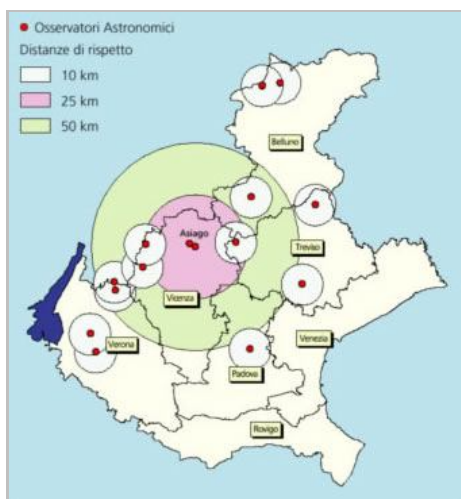 Osservatori Astronomici
Distanze di rispetto
10 km
25 km
50 km
Belluno
Asiago
Treviso
Vicenza
Verona
Venezia
Padova
Rovigo